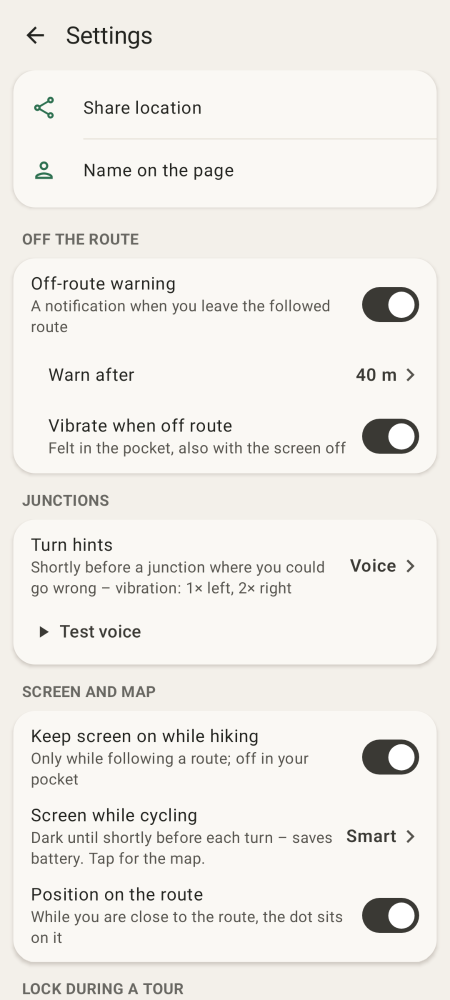 Settings
Share location
Name on the page
OFF THE ROUTE
Off-route warning
A notification when you leave the followed
route
Warn after
40 m
Vibrate when off route
Felt in the pocket, also with the screen off
JUNCTIONS
Turn hints
Shortly before a junction where you could
go wrong – vibration: 1× left, 2× right
Voice
Test voice
SCREEN AND MAP
Keep screen on while hiking
Only while following a route; off in your
pocket
Screen while cycling
Dark until shortly before each turn – saves
battery. Tap for the map.
Smart
Position on the route
While you are close to the route, the dot sits
on it
LOCK DURING A TOUR